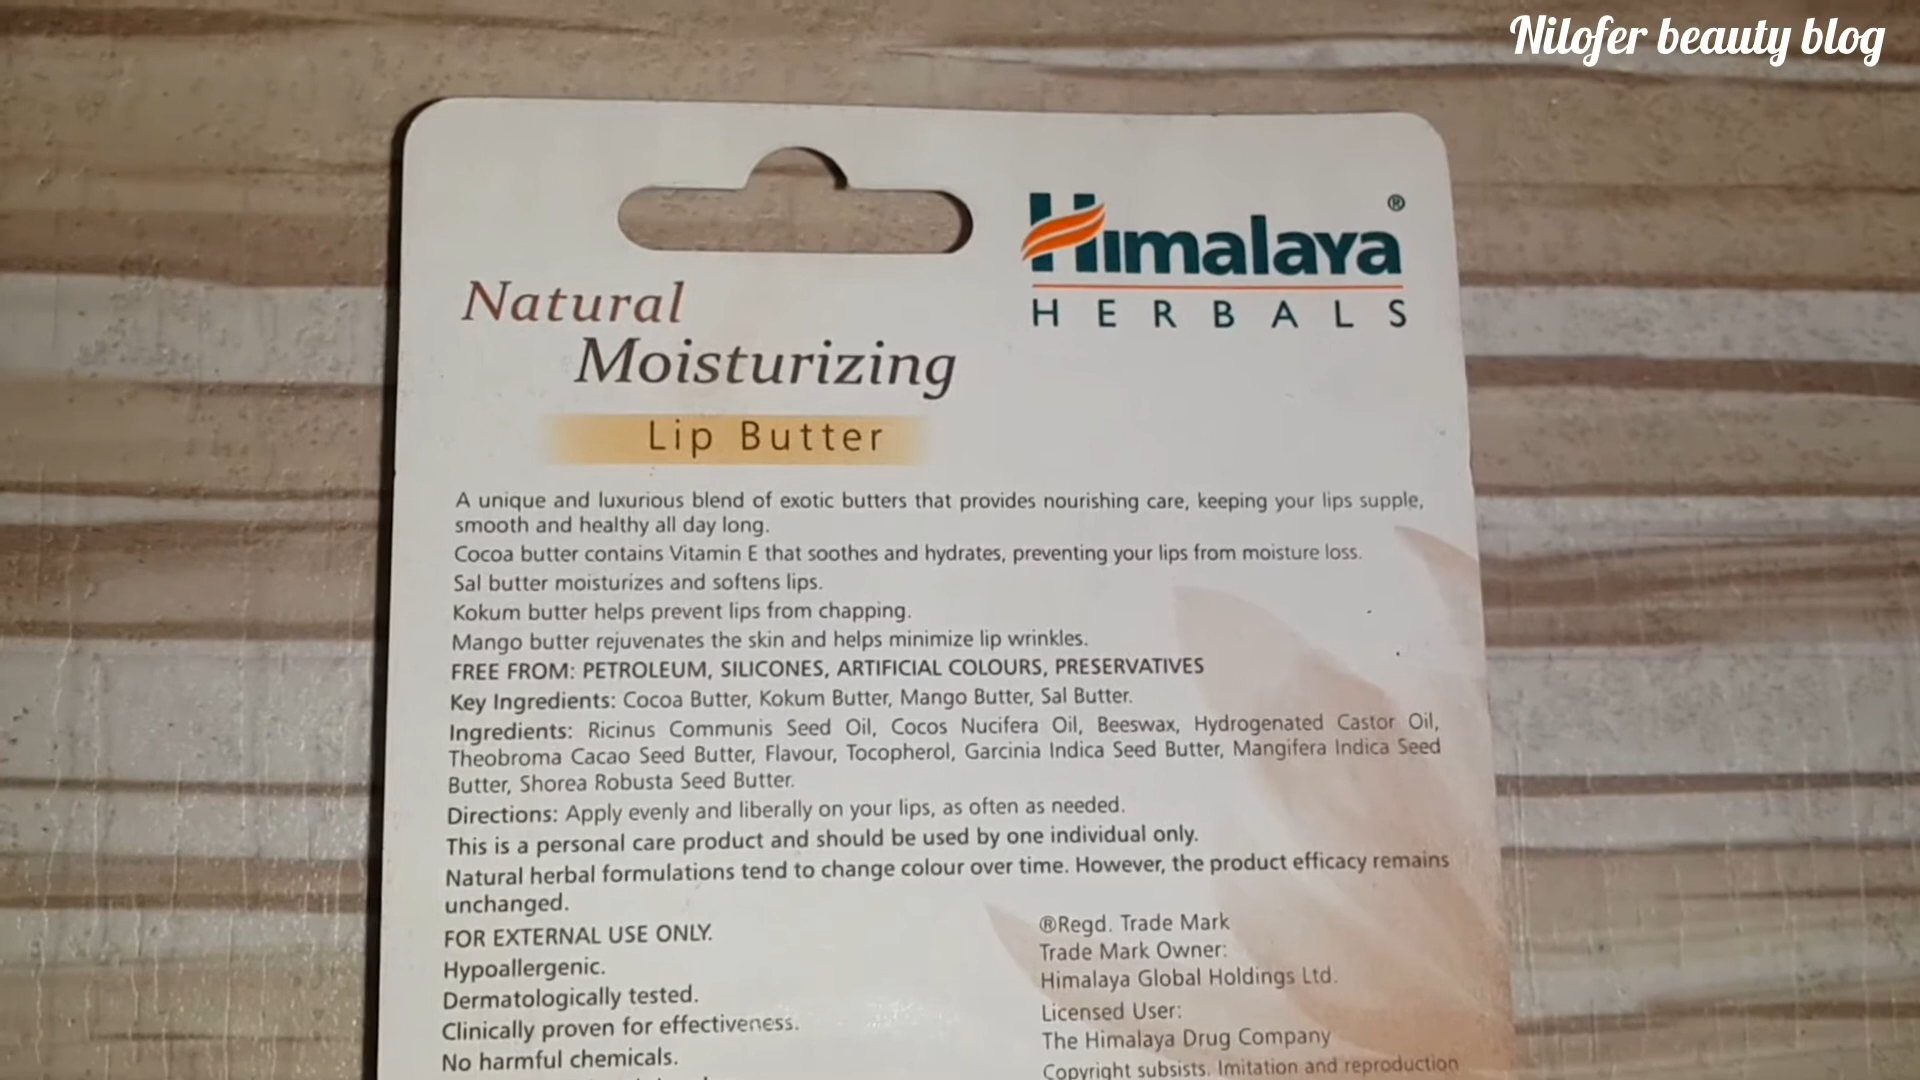 Nilofer beauty blog
Himalaya®
HERBALS
Natural
Moisturizing
Lip Butter
A unique and luxurious blend of exotic butters that provides nourishing care, keeping your lips supple,
smooth and healthy all day long.
Cocoa butter contains Vitamin E that soothes and hydrates, preventing your lips from moisture loss.
Sal butter moisturizes and softens lips.
Kokum butter helps prevent lips from chapping.
Mango butter rejuvenates the skin and helps minimize lip wrinkles.
FREE FROM: PETROLEUM, SILICONES, ARTIFICIAL COLOURS, PRESERVATIVES
Key Ingredients: Cocoa Butter, Kokum Butter, Mango Butter, Sal Butter.
Ingredients: Ricinus Communis Seed Oil, Cocos Nucifera Oil, Beeswax, Hydrogenated Castor Oil,
Theobroma Cacao Seed Butter, Flavour, Tocopherol, Garcinia Indica Seed Butter, Mangifera Indica Seed
Butter, Shorea Robusta Seed Butter.
Directions: Apply evenly and liberally on your lips, as often as needed.
This is a personal care product and should be used by one individual only.
Natural herbal formulations tend to change colour over time. However, the product efficacy remains
unchanged.
FOR EXTERNAL USE ONLY.
Hypoallergenic.
Dermatologically tested.
Clinically proven for effectiveness.
No harmful chemicals.
®Regd. Trade Mark
Trade Mark Owner:
Himalaya Global Holdings Ltd.
Licensed User:
The Himalaya Drug Company
Copyright subsists. Imitation and reproduction